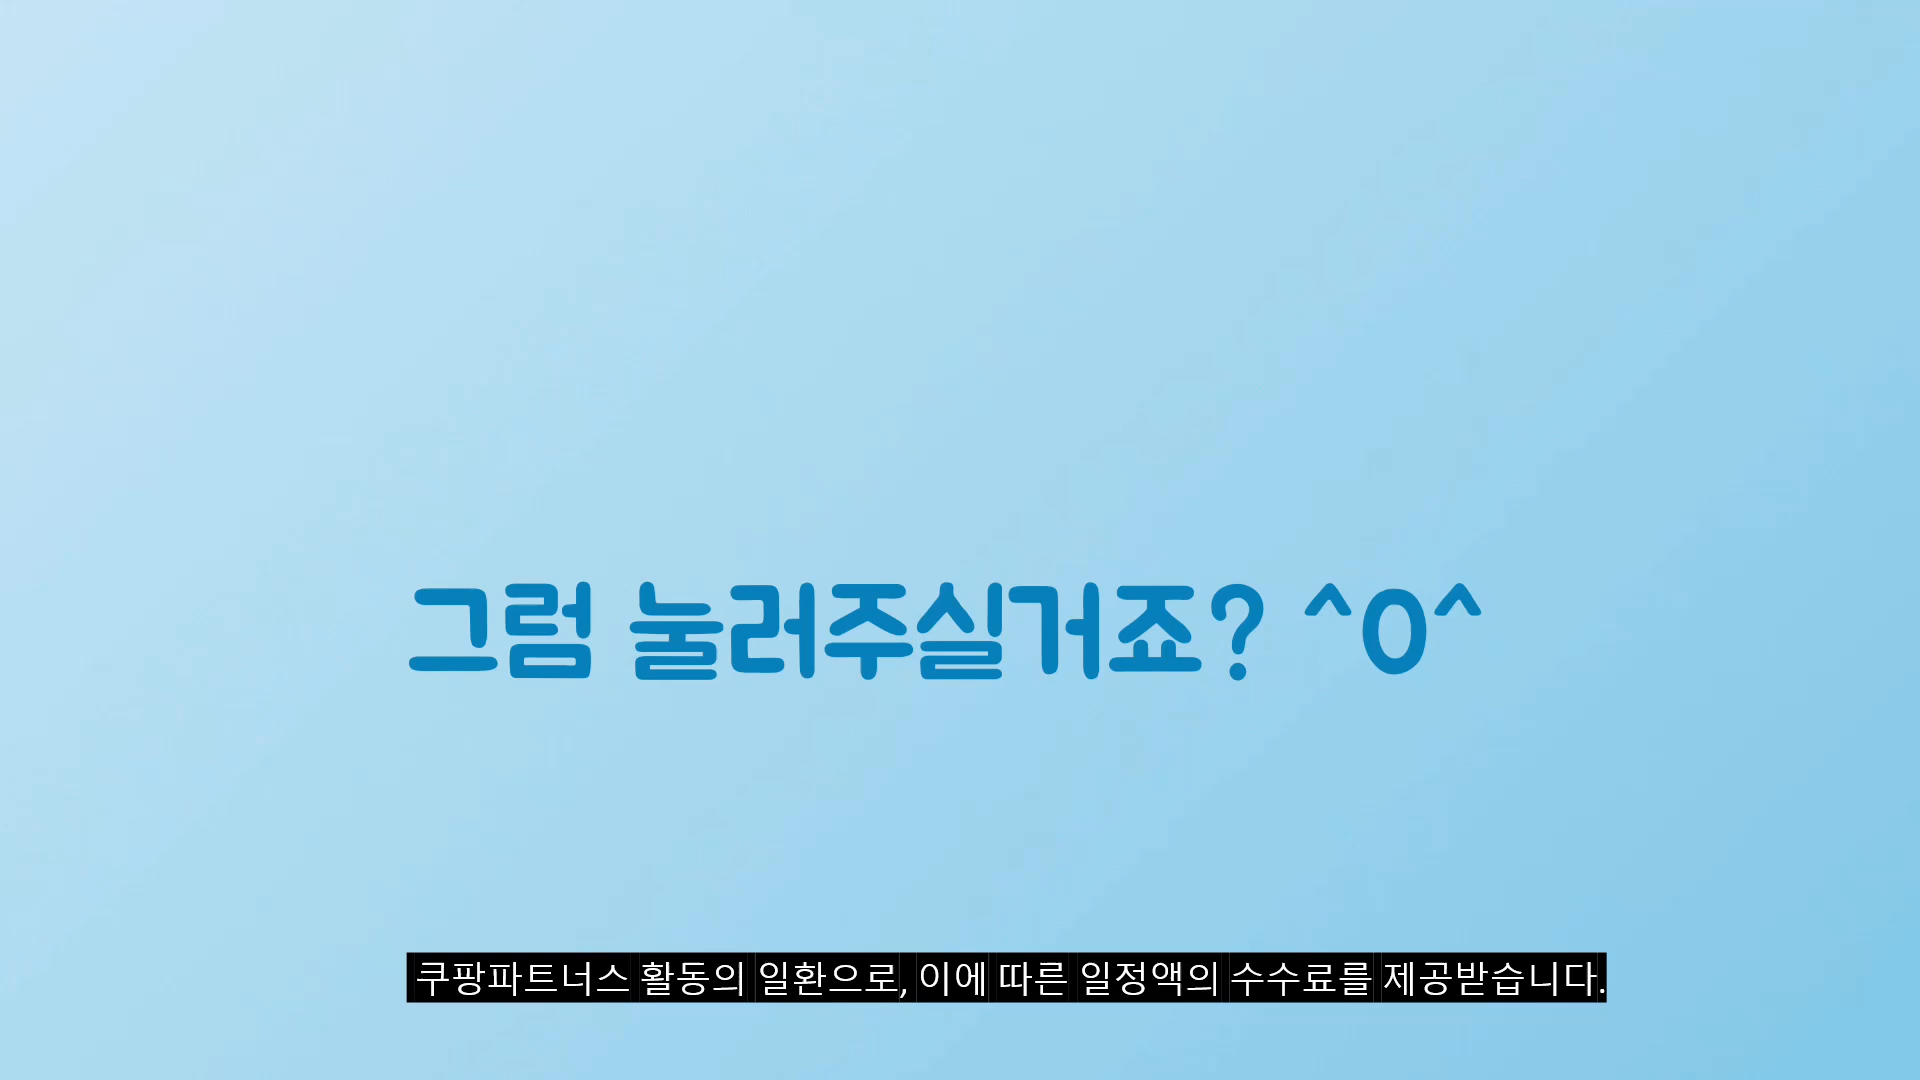 그럼 눌러주실거죠? ^0^
쿠팡파트너스 활동의 일환으로, 이에 따른 일정액의 수수료를 제공받습니다.